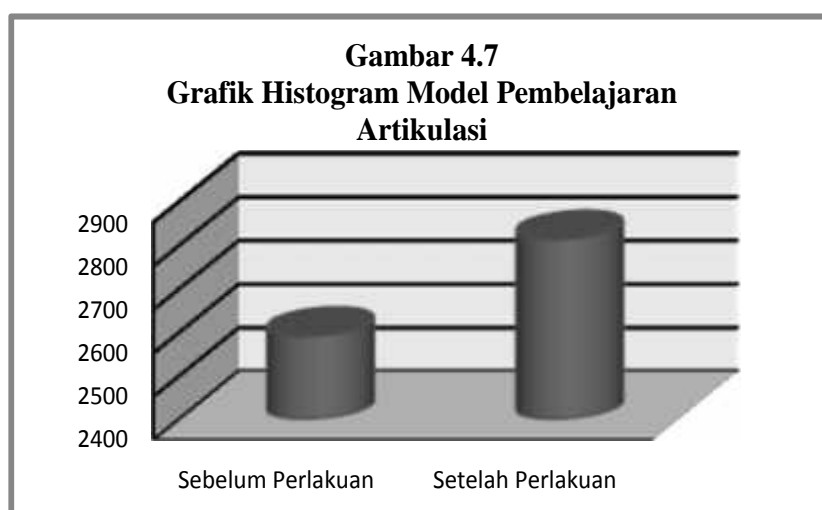 Gambar 4.7
Grafik Histogram Model Pembelajaran
Artikulasi
2900
2800
2700
2600
2500
2400
Sebelum Perlakuan Setelah Perlakuan